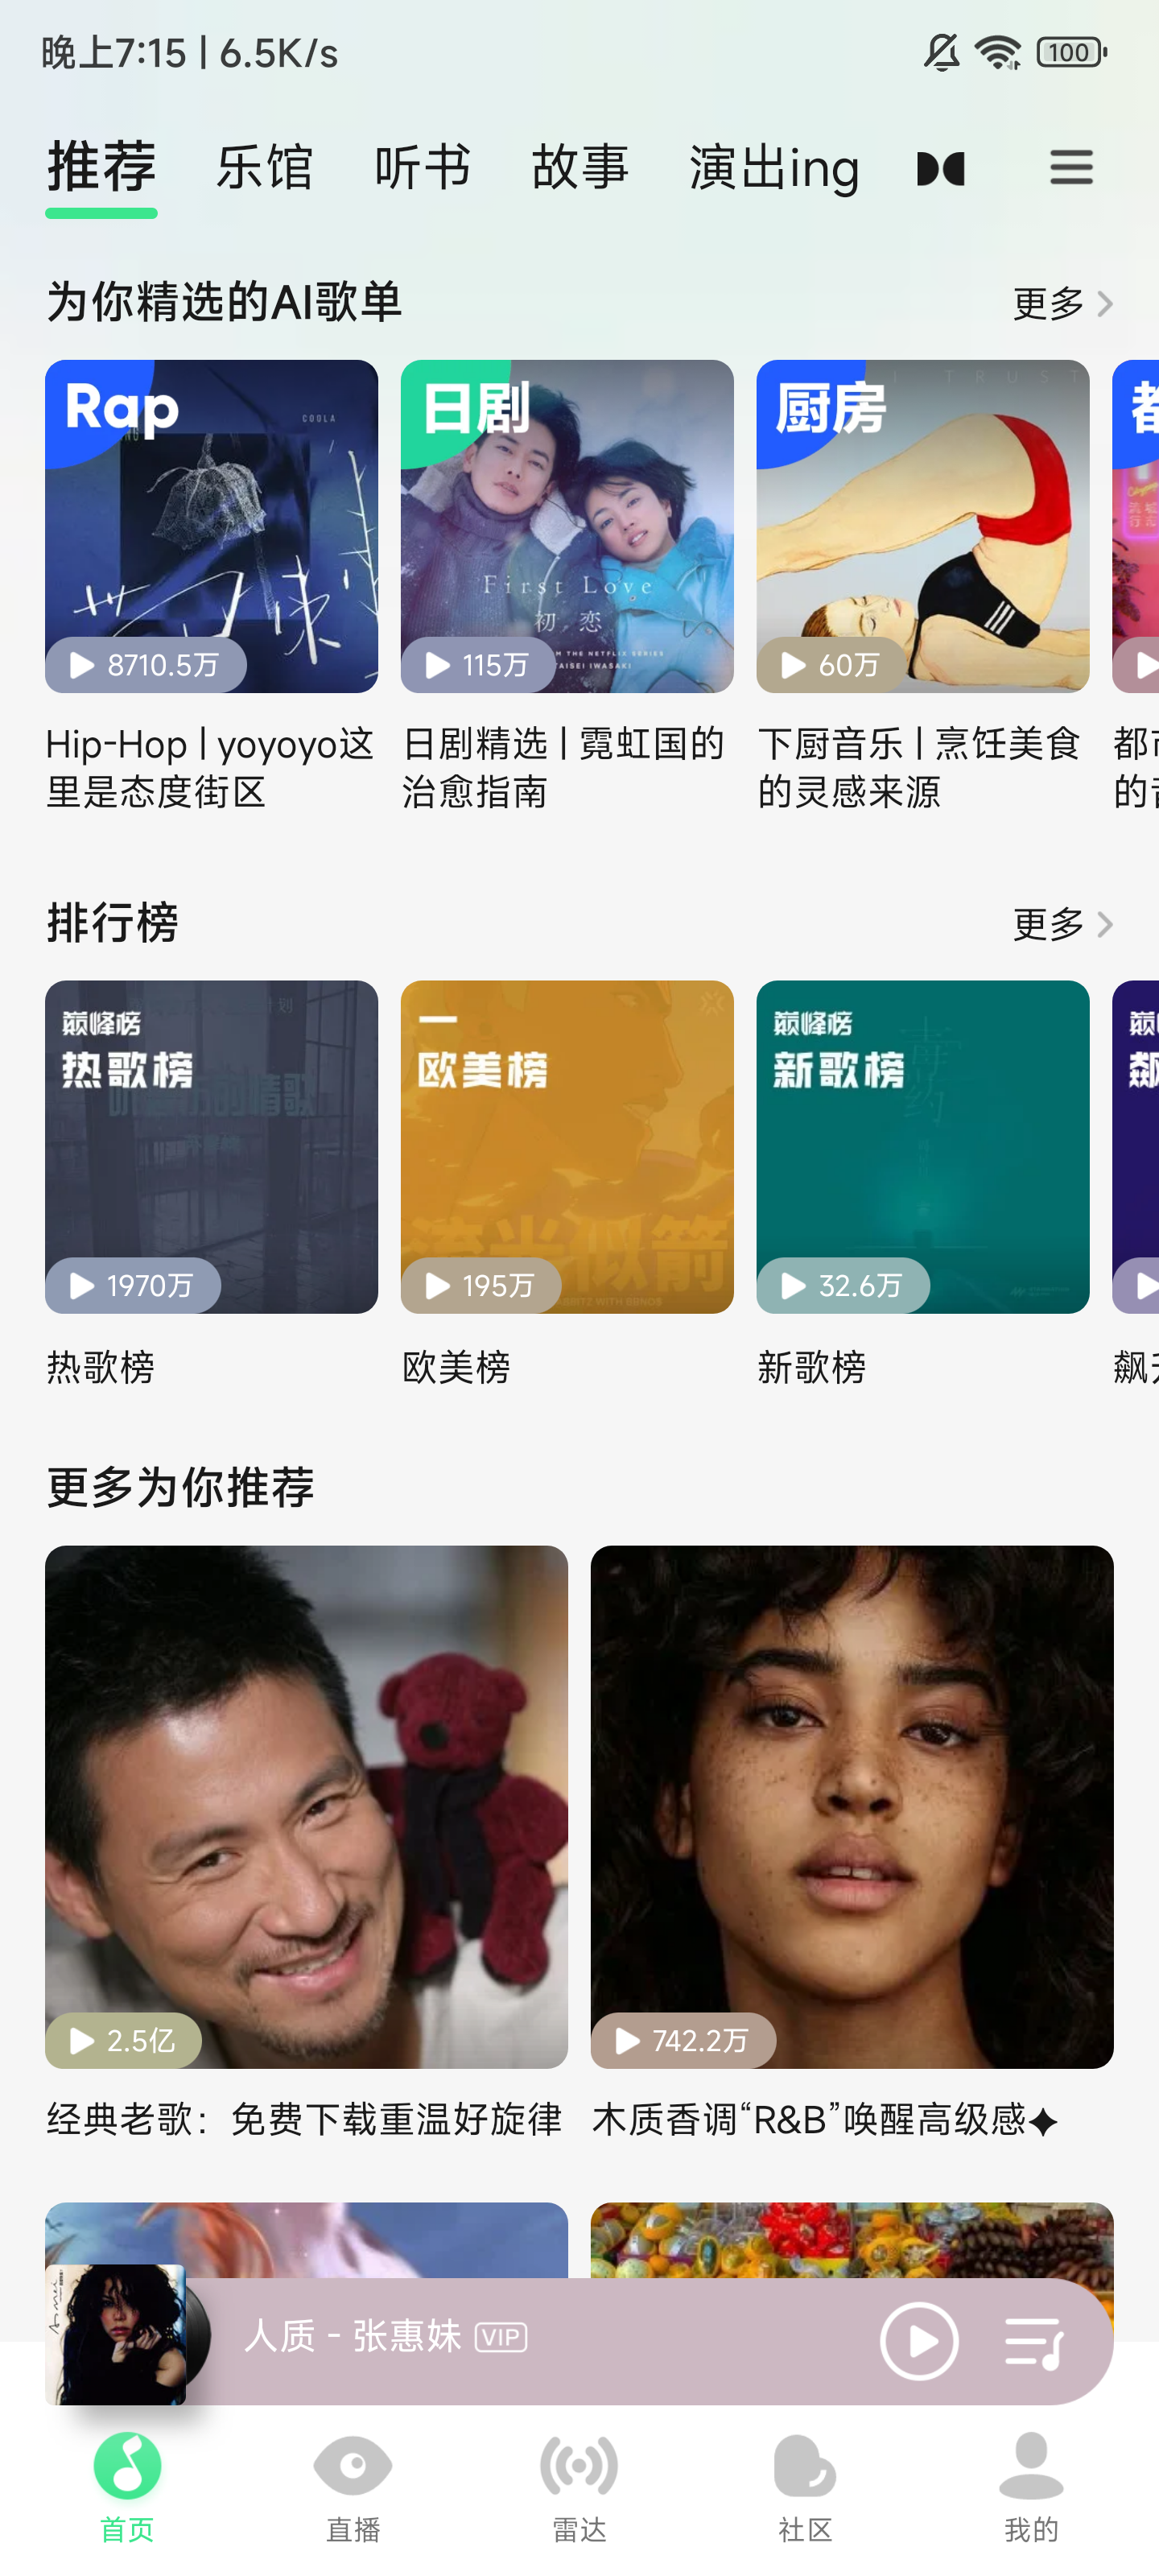 晚上7:15 | 6.5K/s
100
推荐 乐馆 听书 故事 演出ing
为你精选的AI歌单 更多
Rap
COOLA
8710.5万
日剧
First Love
初恋
115万
厨房
I TRUST
60万
Hip-Hop | yoyoyo这
里是态度街区
日剧精选 | 霓虹国的
治愈指南
下厨音乐 | 烹饪美食
的灵感来源
都
的
排行榜 更多
巅峰榜
热歌榜
1970万
欧美榜
流光似箭
195万
巅峰榜
新歌榜
毒药
32.6万
巅
飙
热歌榜
欧美榜
新歌榜
飙
更多为你推荐
2.5亿
742.2万
经典老歌：免费下载重温好旋律
木质香调“R&B”唤醒高级感✦
人质 - 张惠妹 VIP
首页 直播 雷达 社区 我的